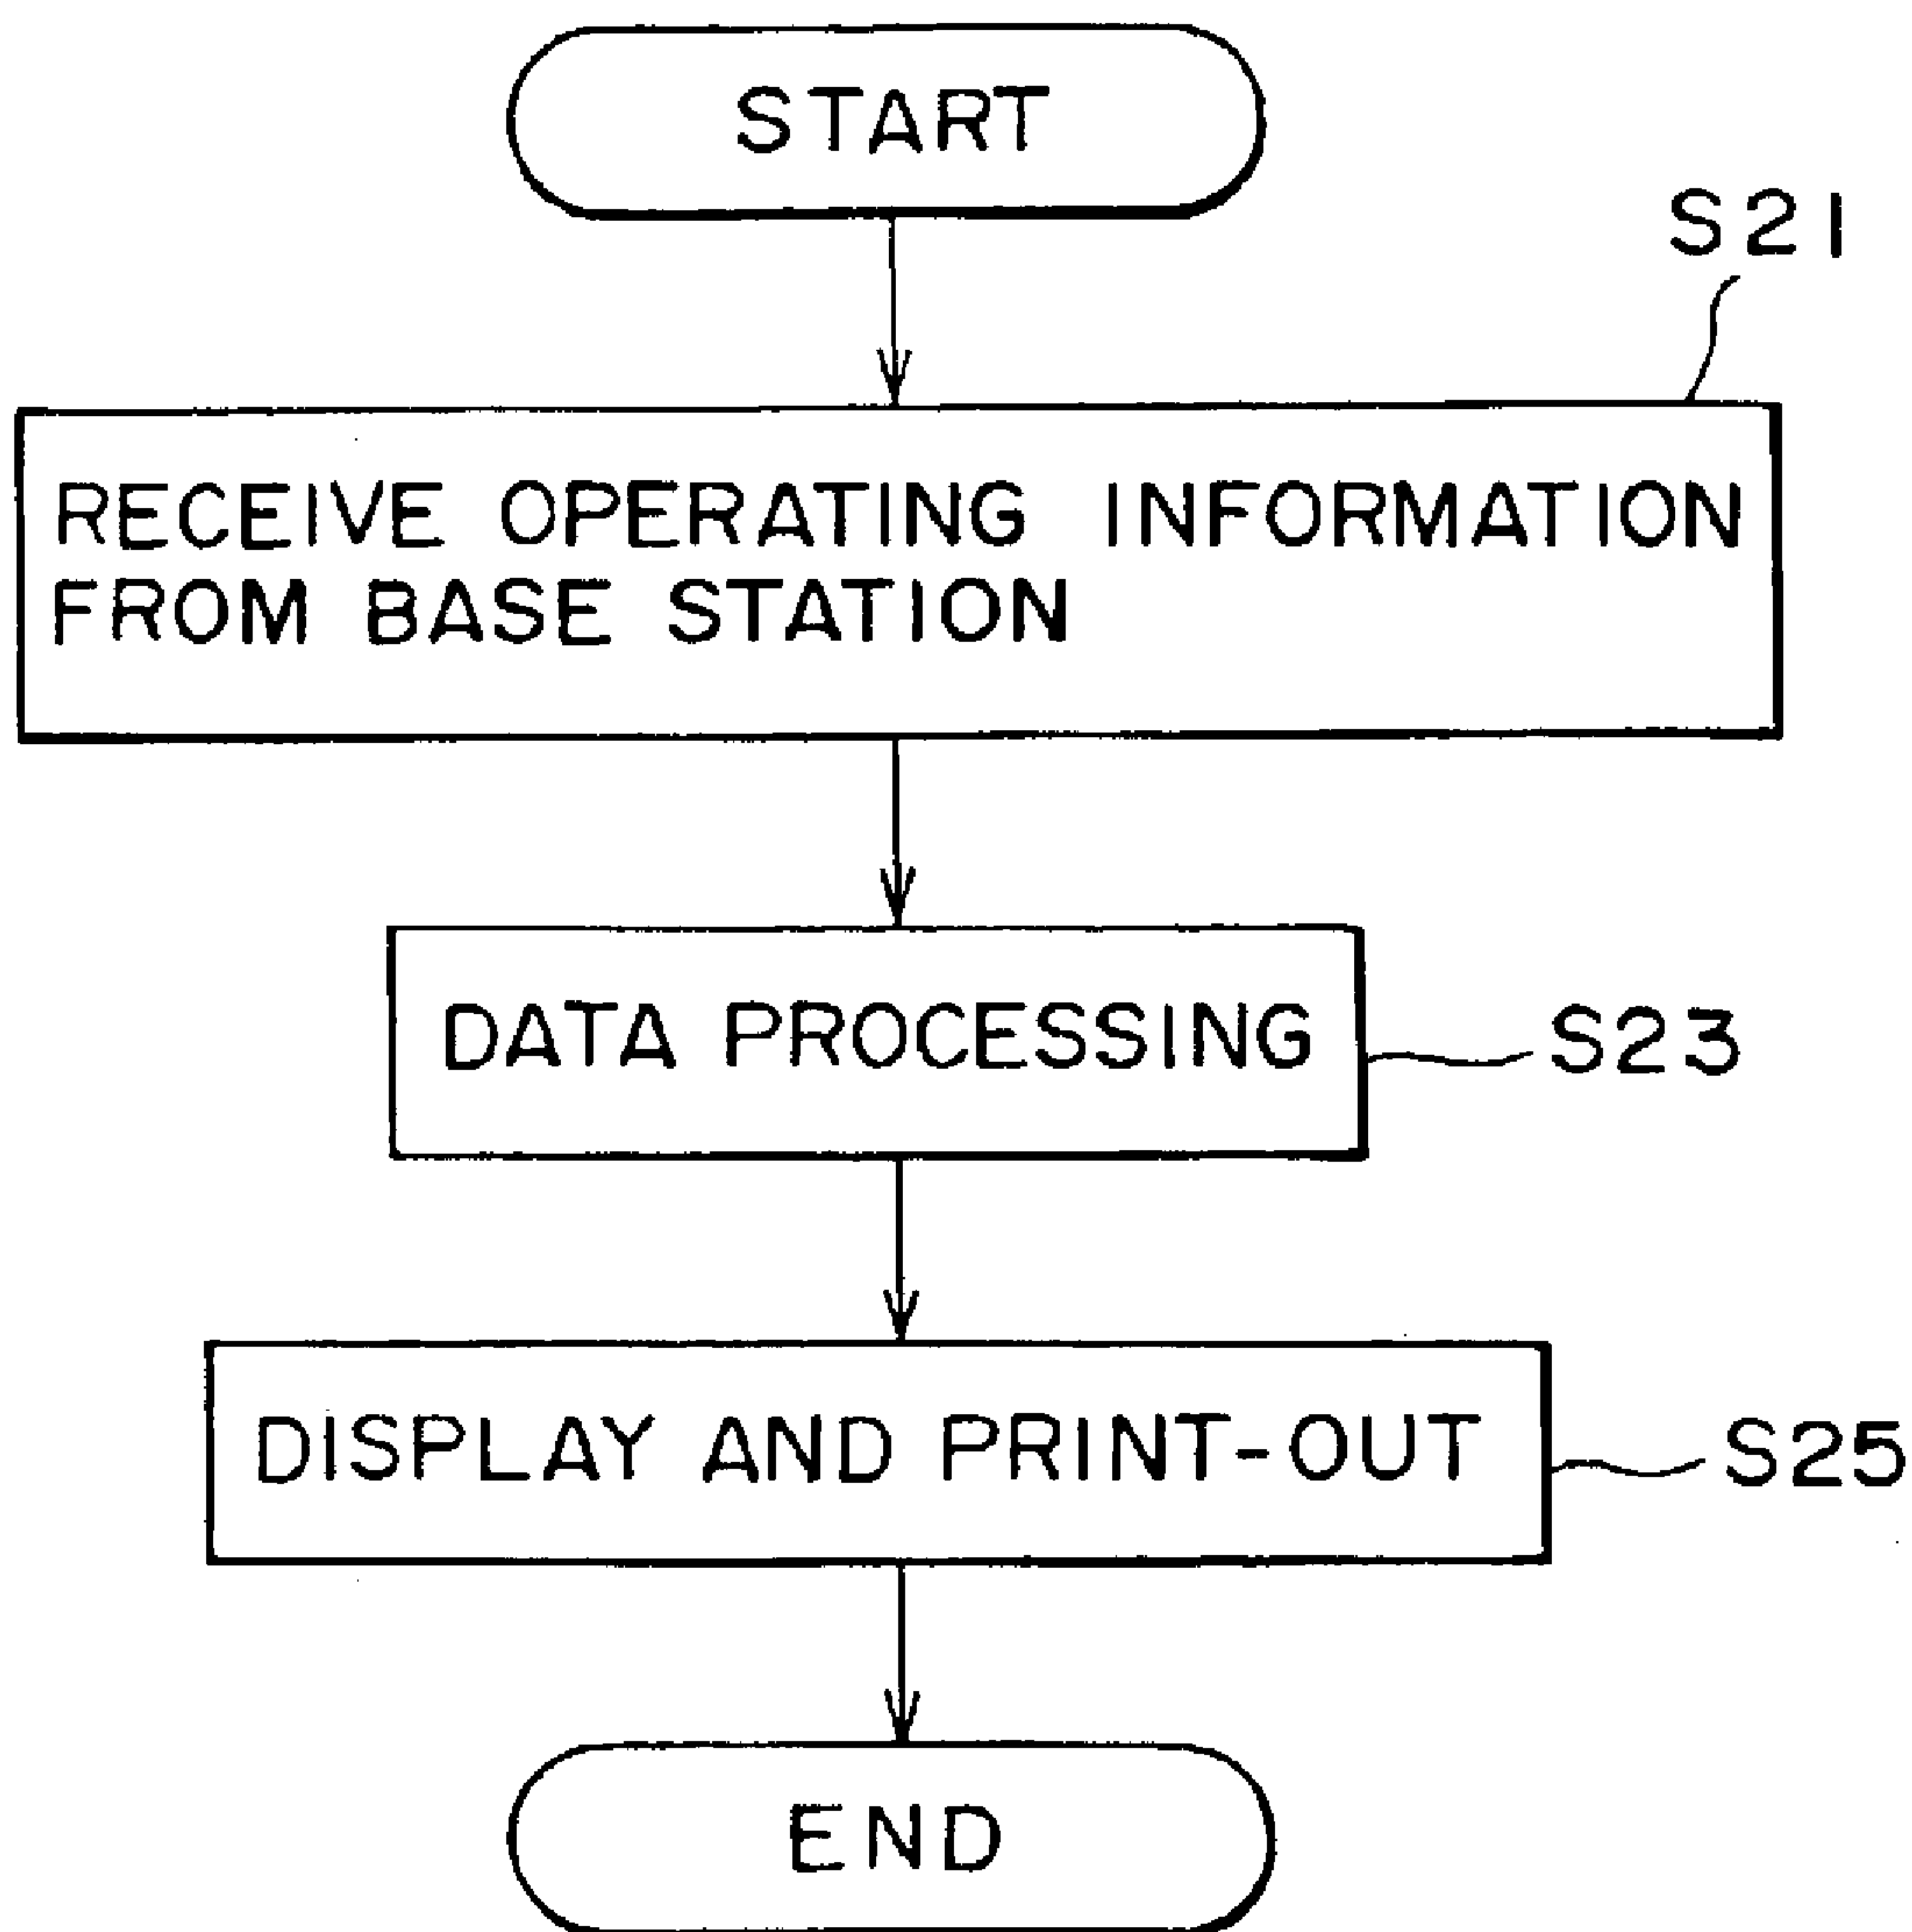 START
S21
RECEIVE OPERATING INFORMATION
FROM BASE STATION
DATA PROCESSING
S23
DISPLAY AND PRINT-OUT
S25
END